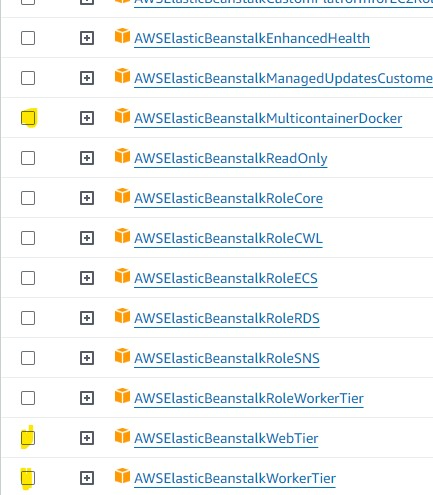 AWSElasticBeanstalkEnhancedHealth
AWSElasticBeanstalkManagedUpdatesCustome
AWSElasticBeanstalkMulticontainerDocker
AWSElasticBeanstalkReadOnly
AWSElasticBeanstalkRoleCore
AWSElasticBeanstalkRoleCWL
AWSElasticBeanstalkRoleECS
AWSElasticBeanstalkRoleRDS
AWSElasticBeanstalkRoleSNS
AWSElasticBeanstalkRoleWorkerTier
AWSElasticBeanstalkWebTier
AWSElasticBeanstalkWorkerTier